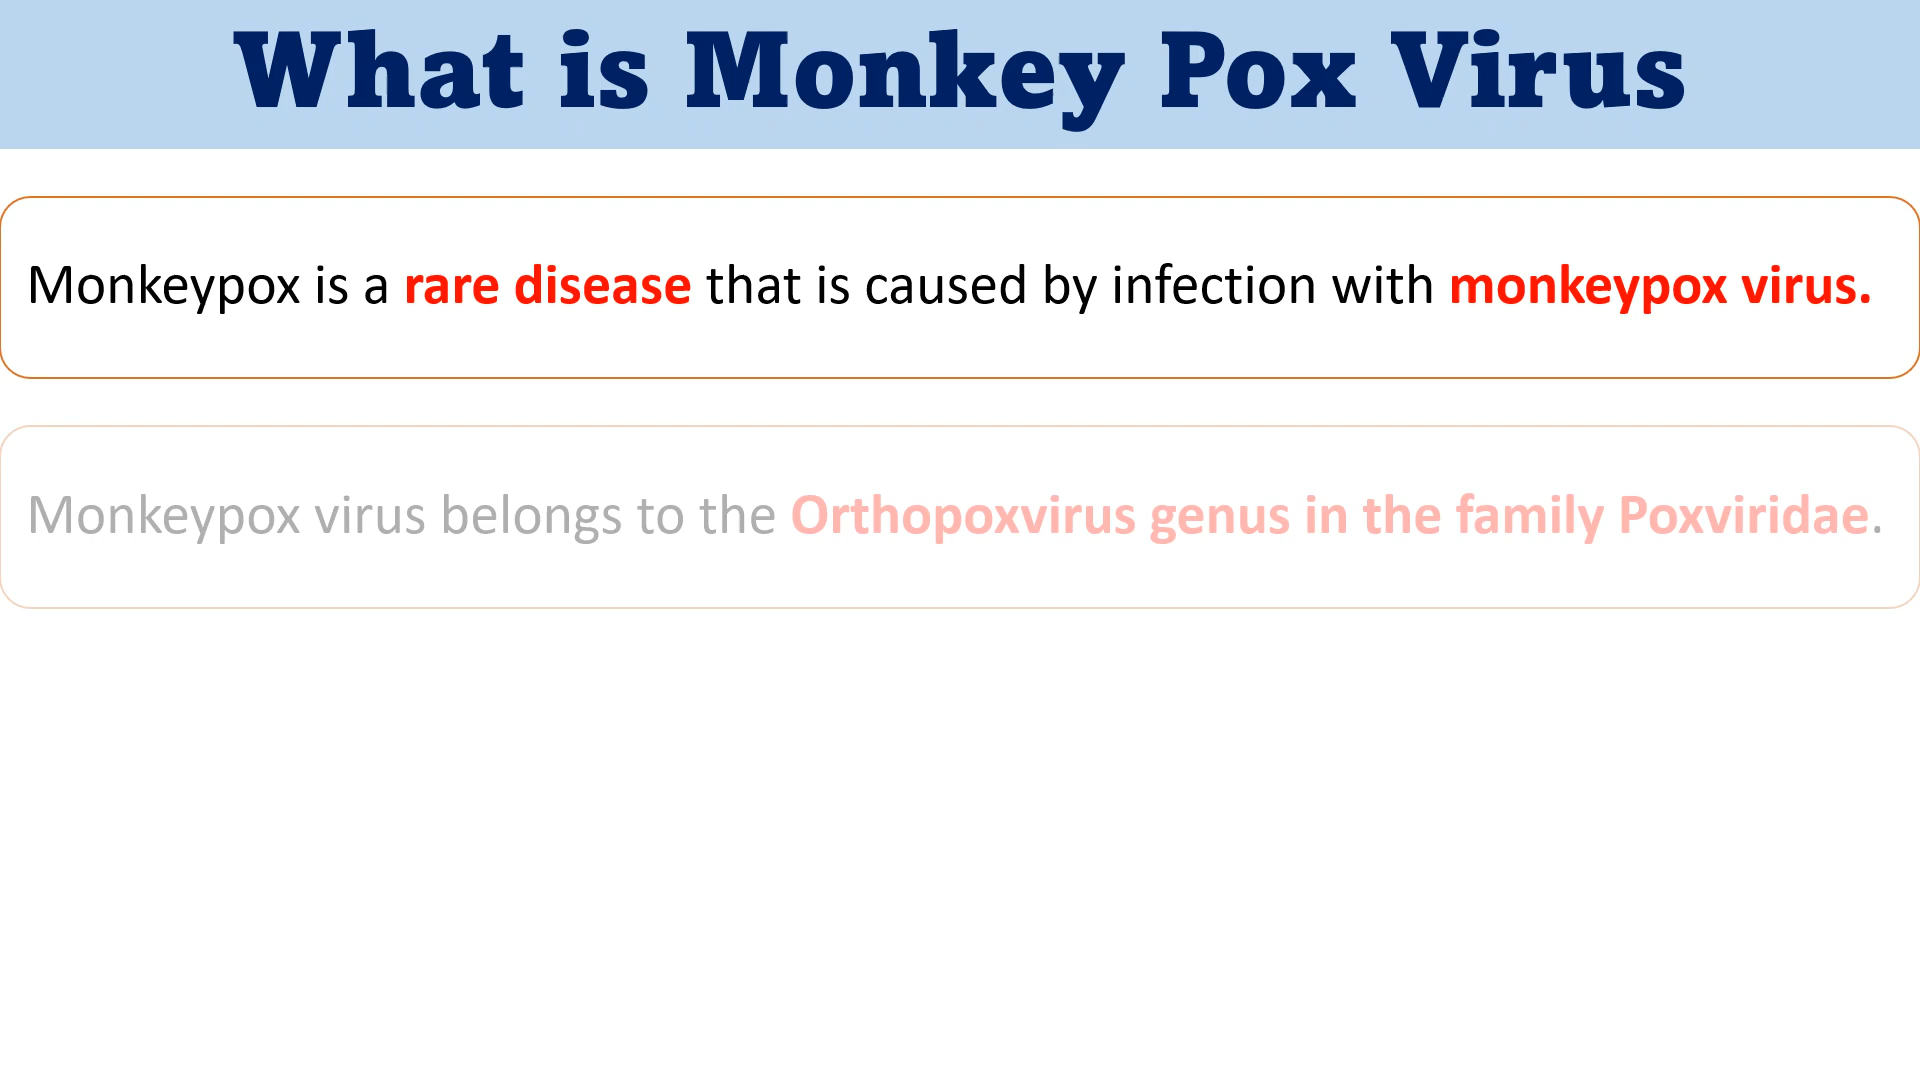 What is Monkey Pox Virus
Monkeypox is a rare disease that is caused by infection with monkeypox virus.
Monkeypox virus belongs to the Orthopoxvirus genus in the family Poxviridae.